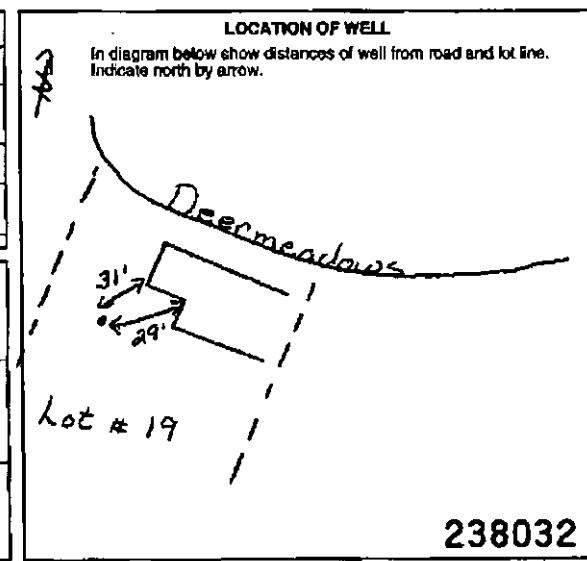 LOCATION OF WELL
In diagram below show distances of well from road and lot line.
Indicate north by arrow.
Deermeadows
31'
29'
Lot # 19
238032